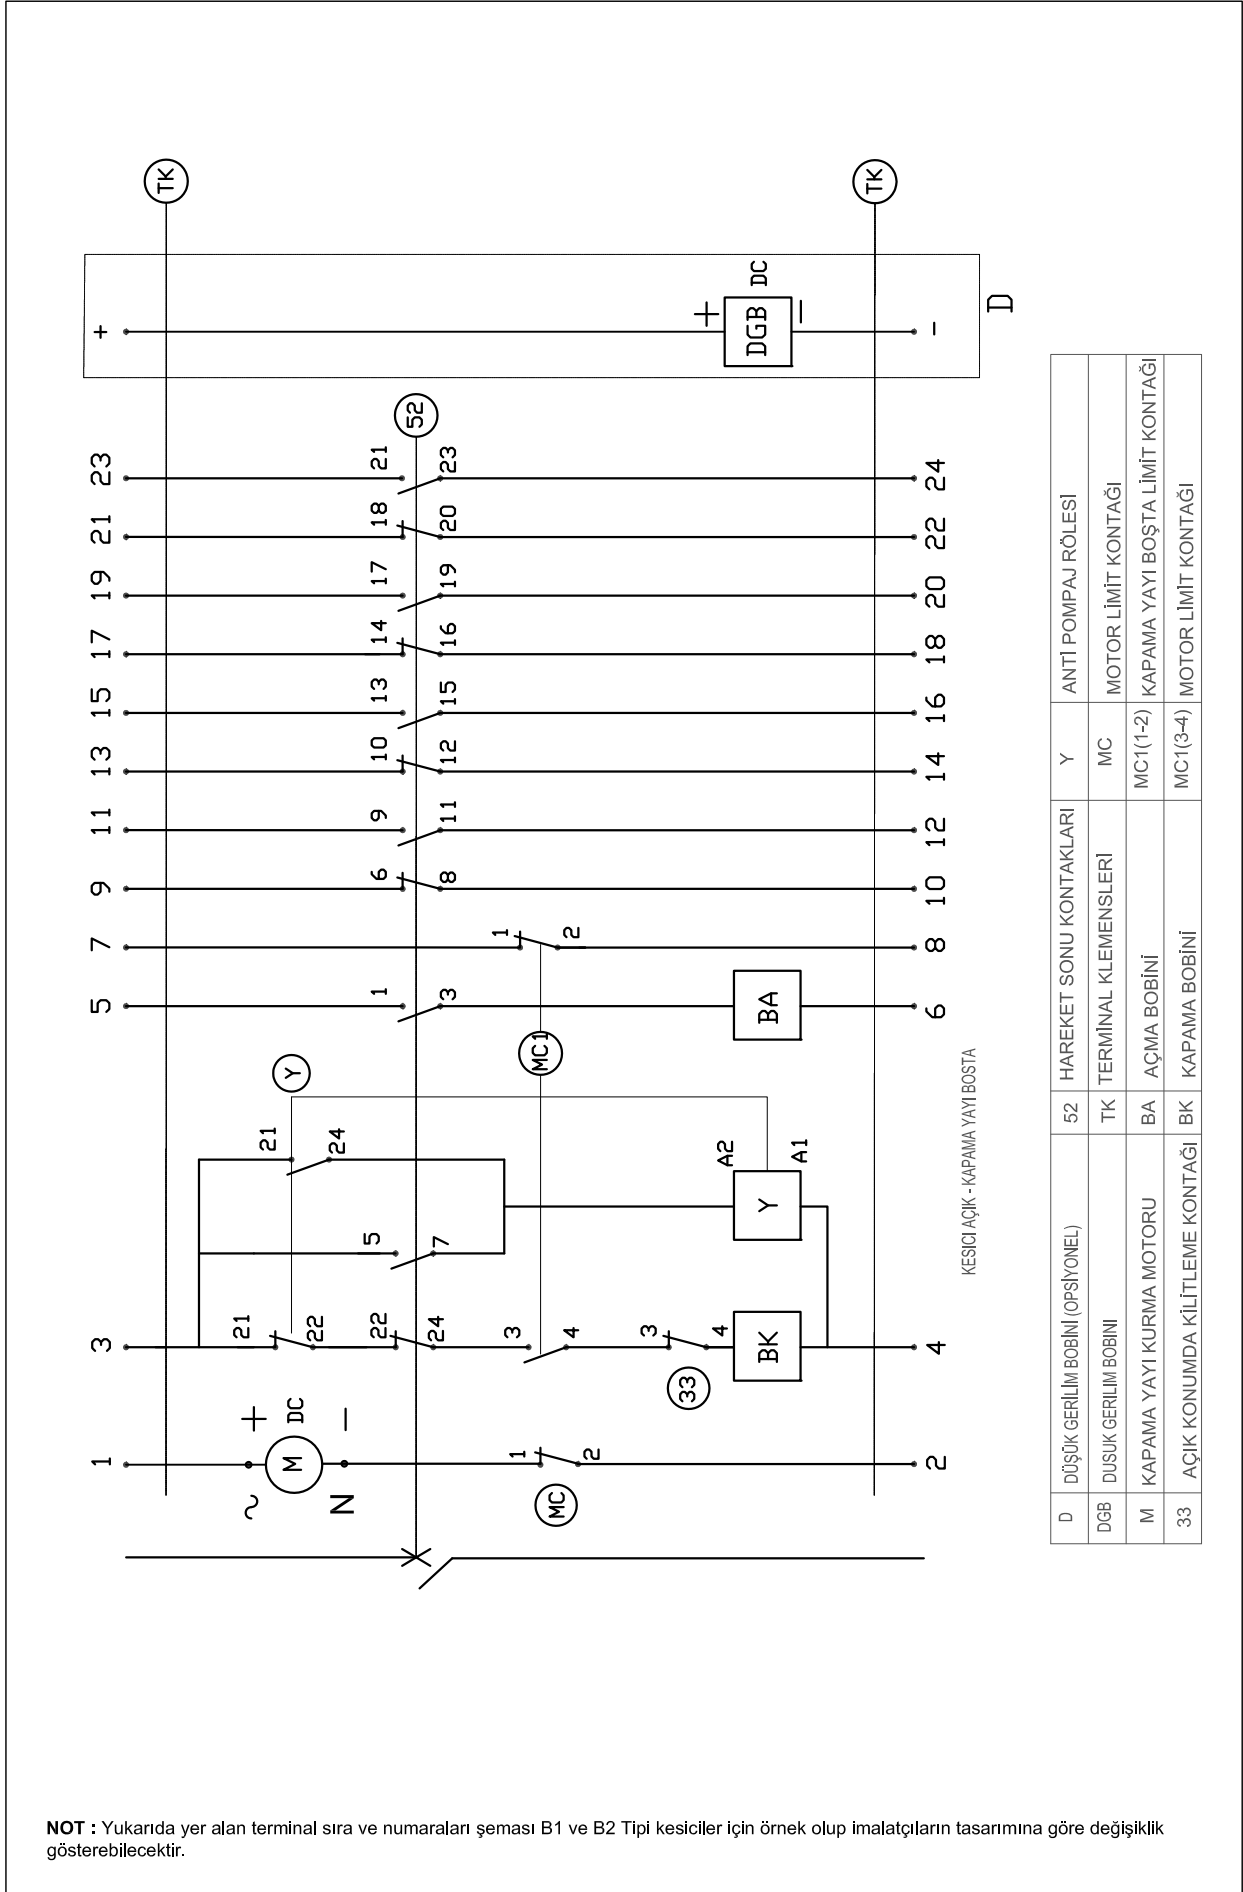 TK
TK
+
+
DGB
DC
−
−
D
52
23
21
23
24
21
18
20
22
19
17
19
20
17
14
16
18
15
13
15
16
13
10
12
14
11
9
11
12
9
6
8
10
7
1
2
8
5
1
3
BA
6
Y
MC1
21
24
A2
Y
A1
5
7
3
21
22
22
24
3
4
3
4
33
BK
4
1
~
+
M
DC
N
−
1
2
MC
2
KESICI AÇIK - KAPAMA YAYI BOSTA
D DÜŞÜK GERİLİM BOBİNİ (OPSİYONEL) 52 HAREKET SONU KONTAKLARI Y ANTİ POMPAJ RÖLESİ
DGB DUSUK GERILIM BOBINI TK TERMİNAL KLEMENSLERİ MC MOTOR LİMİT KONTAĞI
M KAPAMA YAYI KURMA MOTORU BA AÇMA BOBİNİ MC1(1-2) KAPAMA YAYI BOŞTA LİMİT KONTAĞI
33 AÇIK KONUMDA KİLİTLEME KONTAĞI BK KAPAMA BOBİNİ MC1(3-4) MOTOR LİMİT KONTAĞI
NOT : Yukarıda yer alan terminal sıra ve numaraları şeması B1 ve B2 Tipi kesiciler için örnek olup imalatçıların tasarımına göre değişiklik
gösterebilecektir.